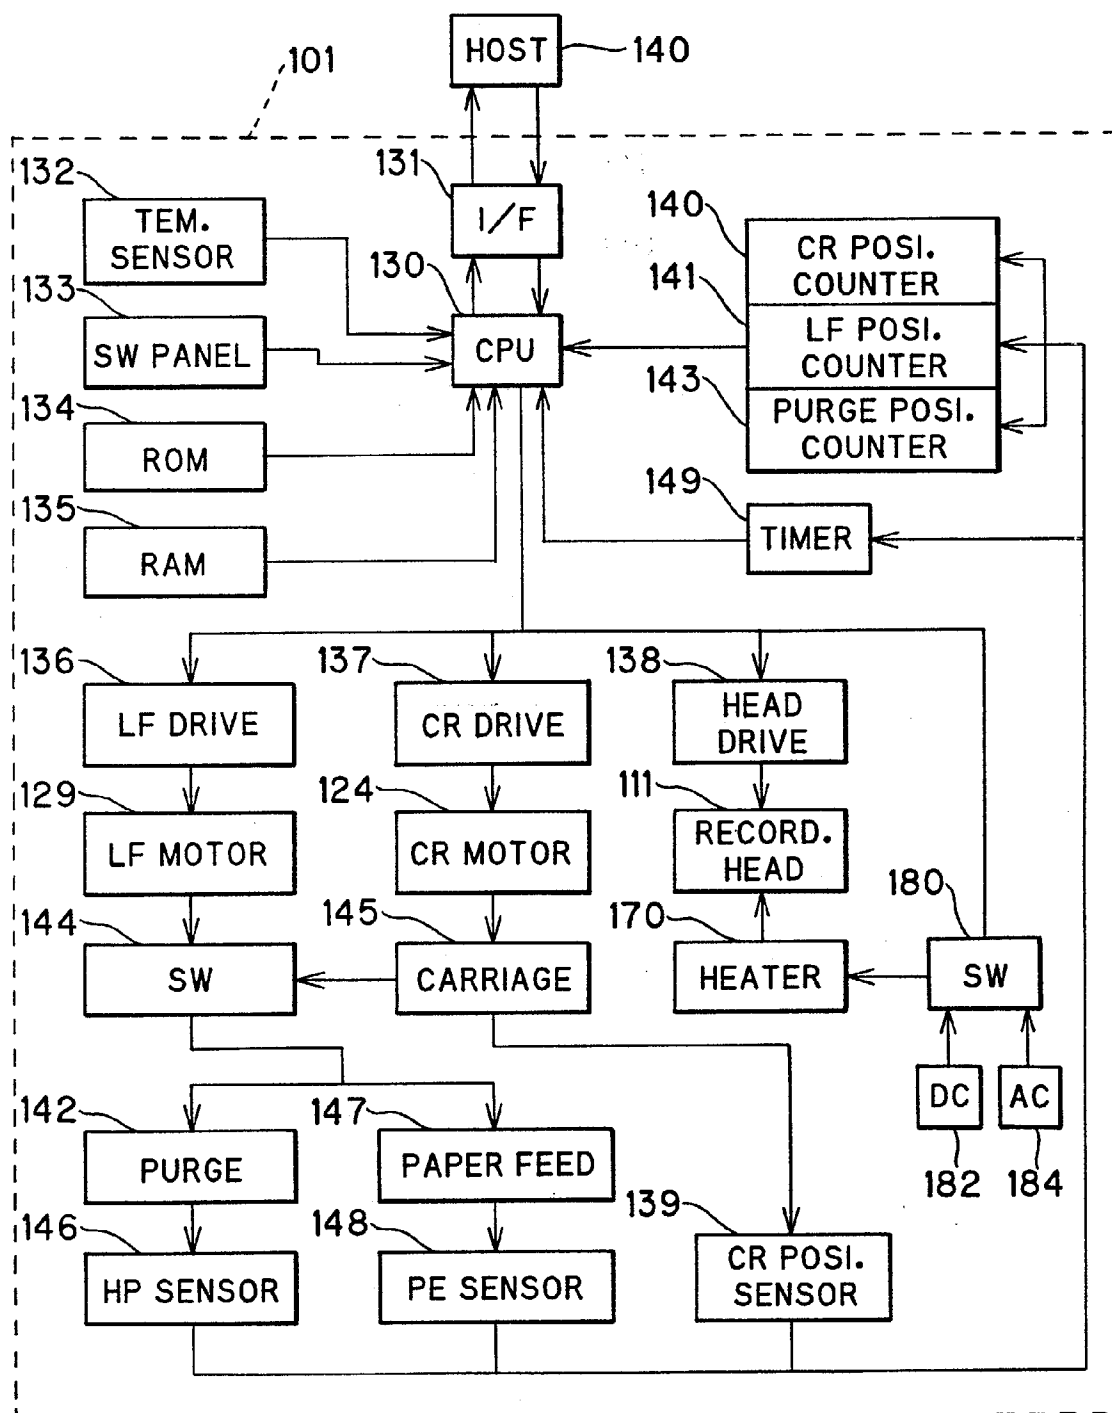 HOST 140
101
131
I/F
132
TEM.
SENSOR
130
CPU
133
SW PANEL
134
ROM
135
RAM
140
CR POSI.
COUNTER
141
LF POSI.
COUNTER
143
PURGE POSI.
COUNTER
149
TIMER
136
LF DRIVE
137
CR DRIVE
138
HEAD
DRIVE
129
LF MOTOR
124
CR MOTOR
111
RECORD.
HEAD
144
SW
145
CARRIAGE
170
HEATER
180
SW
DC
AC
182
184
142
PURGE
147
PAPER FEED
146
HP SENSOR
148
PE SENSOR
139
CR POSI.
SENSOR